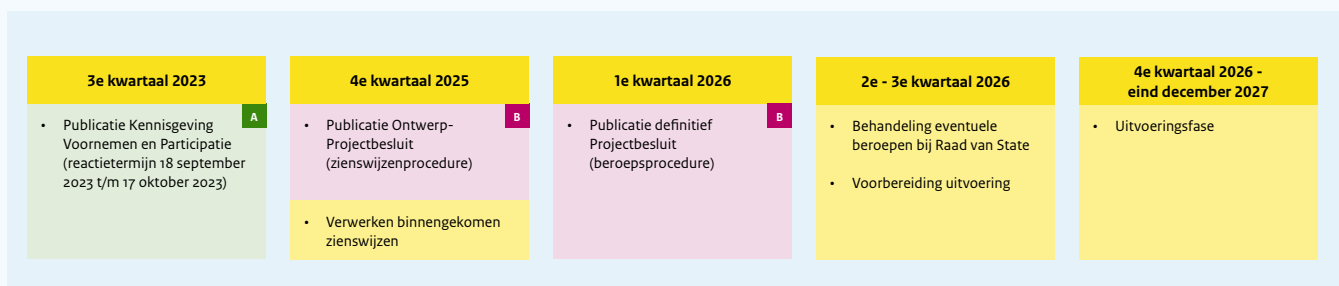 3e kwartaal 2023
A
• Publicatie Kennisgeving
Voornemen en Participatie
(reactietermijn 18 september
2023 t/m 17 oktober 2023)
4e kwartaal 2025
B
• Publicatie Ontwerp-
Projectbesluit
(zienswijzenprocedure)
• Verwerken binnengekomen
zienswijzen
1e kwartaal 2026
B
• Publicatie definitief
Projectbesluit
(beroepsprocedure)
2e - 3e kwartaal 2026
• Behandeling eventuele
beroepen bij Raad van State
• Voorbereiding uitvoering
4e kwartaal 2026 -
eind december 2027
• Uitvoeringsfase